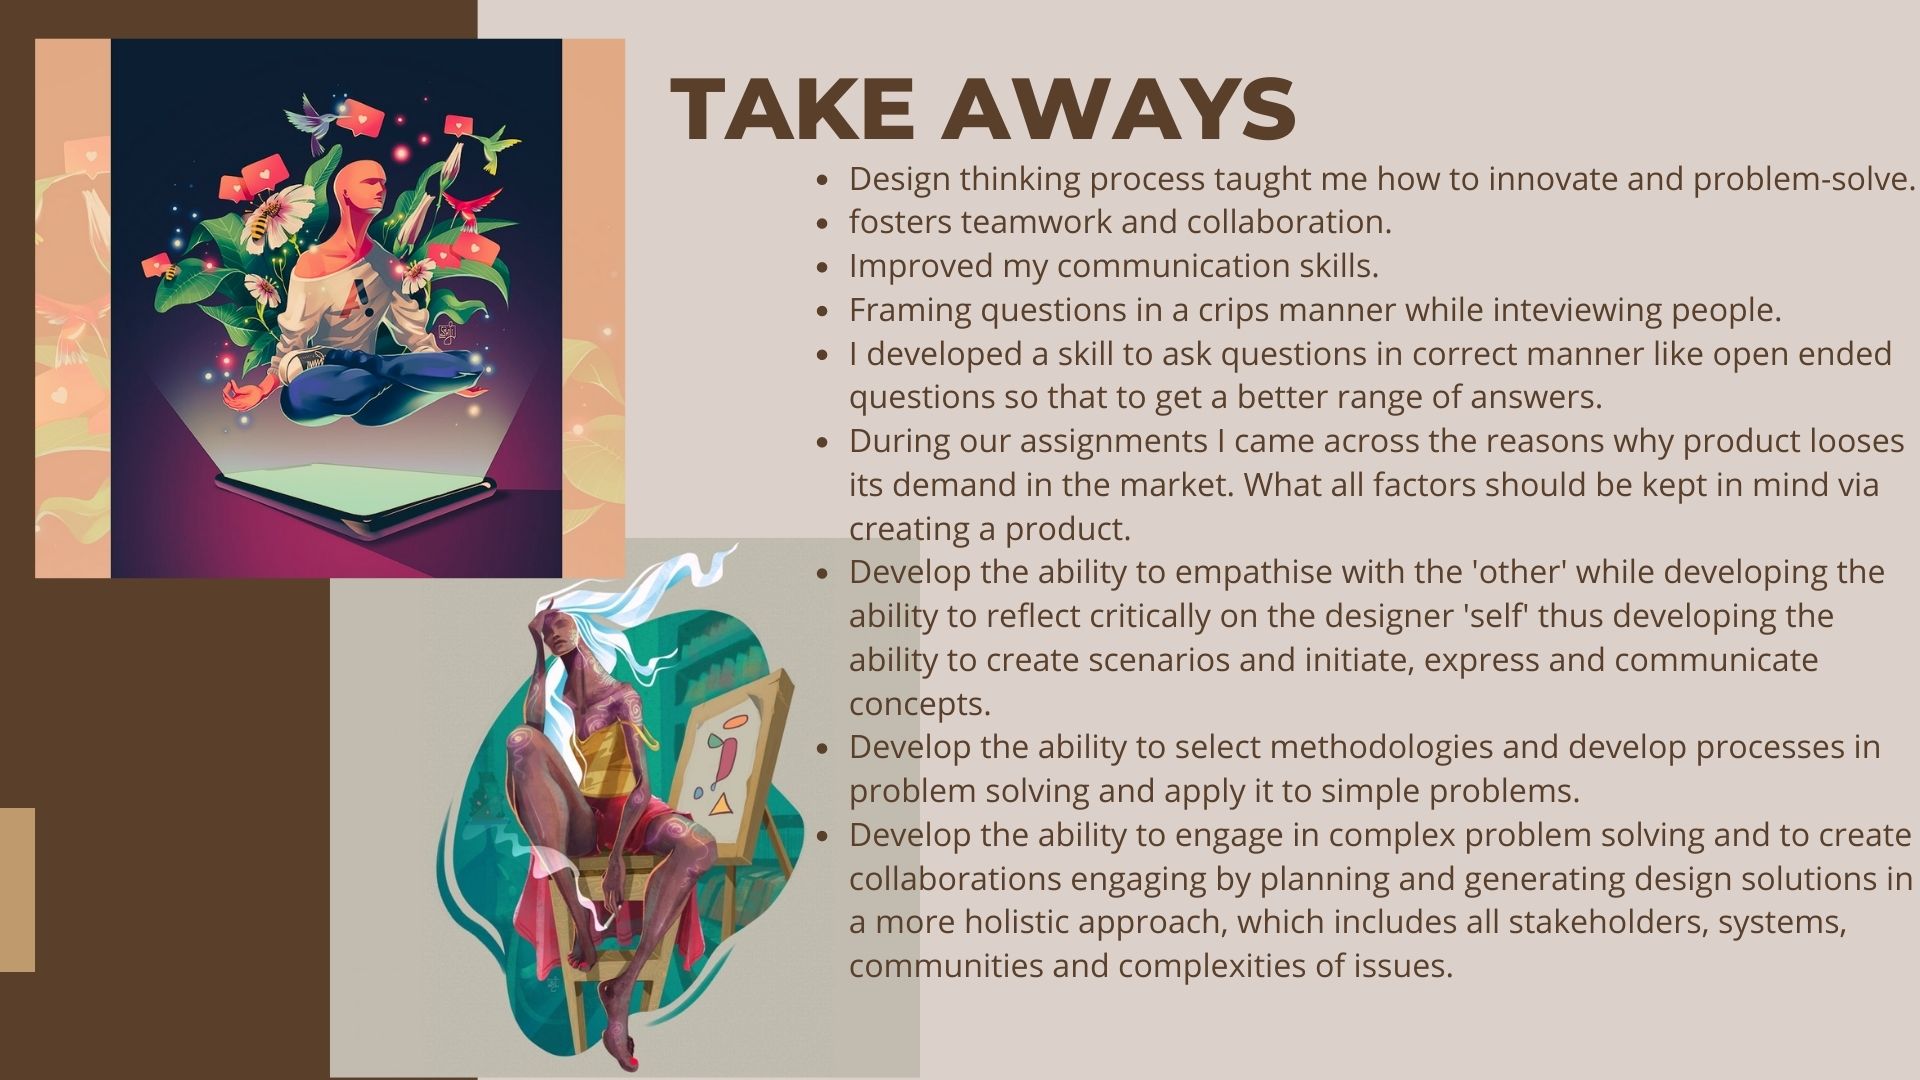 TAKE AWAYS
• Design thinking process taught me how to innovate and problem-solve.
• fosters teamwork and collaboration.
• Improved my communication skills.
• Framing questions in a crips manner while inteviewing people.
• I developed a skill to ask questions in correct manner like open ended
questions so that to get a better range of answers.
• During our assignments I came across the reasons why product looses
its demand in the market. What all factors should be kept in mind via
creating a product.
• Develop the ability to empathise with the 'other' while developing the
ability to reflect critically on the designer 'self' thus developing the
ability to create scenarios and initiate, express and communicate
concepts.
• Develop the ability to select methodologies and develop processes in
problem solving and apply it to simple problems.
• Develop the ability to engage in complex problem solving and to create
collaborations engaging by planning and generating design solutions in
a more holistic approach, which includes all stakeholders, systems,
communities and complexities of issues.